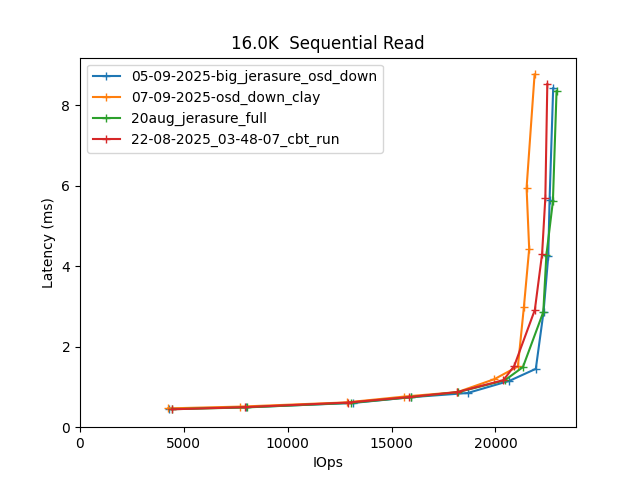 16.0K  Sequential Read
05-09-2025-big_jerasure_osd_down
07-09-2025-osd_down_clay
20aug_jerasure_full
22-08-2025_03-48-07_cbt_run
Latency (ms)
8
6
4
2
0
0 5000 10000 15000 20000
IOps